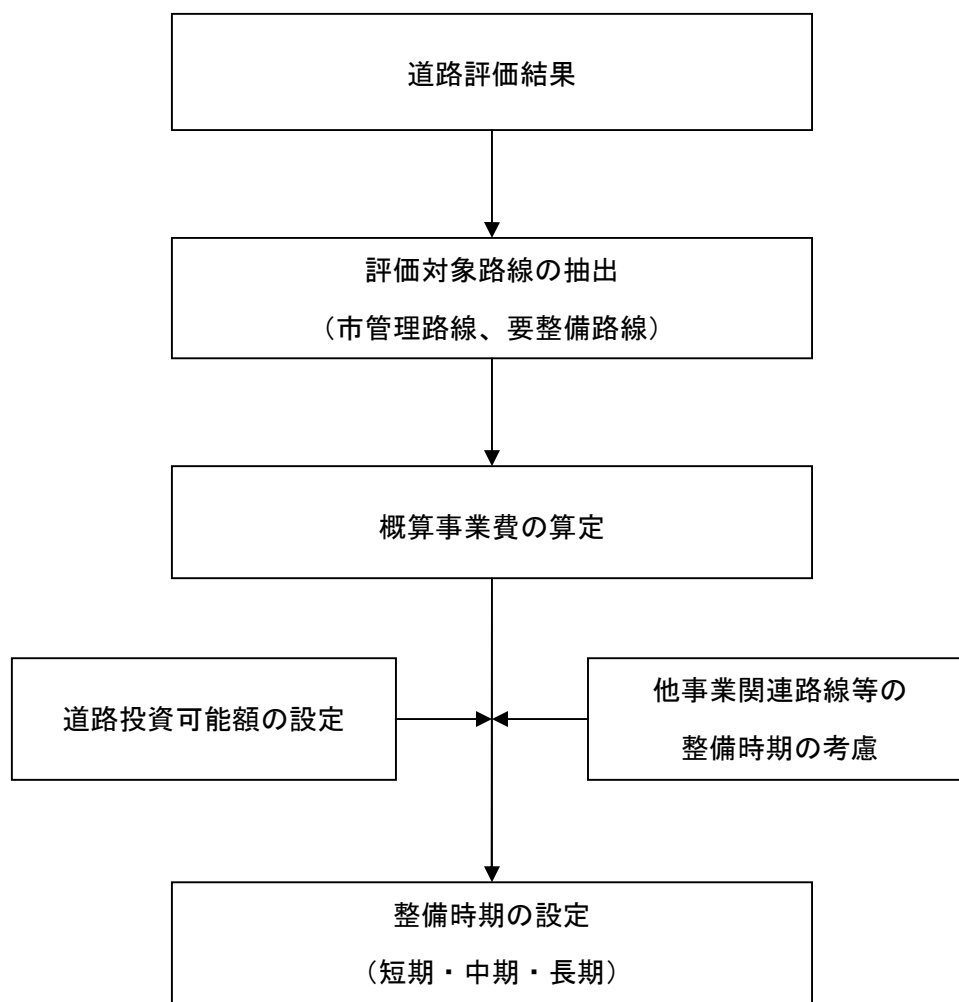 道路評価結果
評価対象路線の抽出
（市管理路線、要整備路線）
概算事業費の算定
道路投資可能額の設定
他事業関連路線等の
整備時期の考慮
整備時期の設定
（短期・中期・長期）